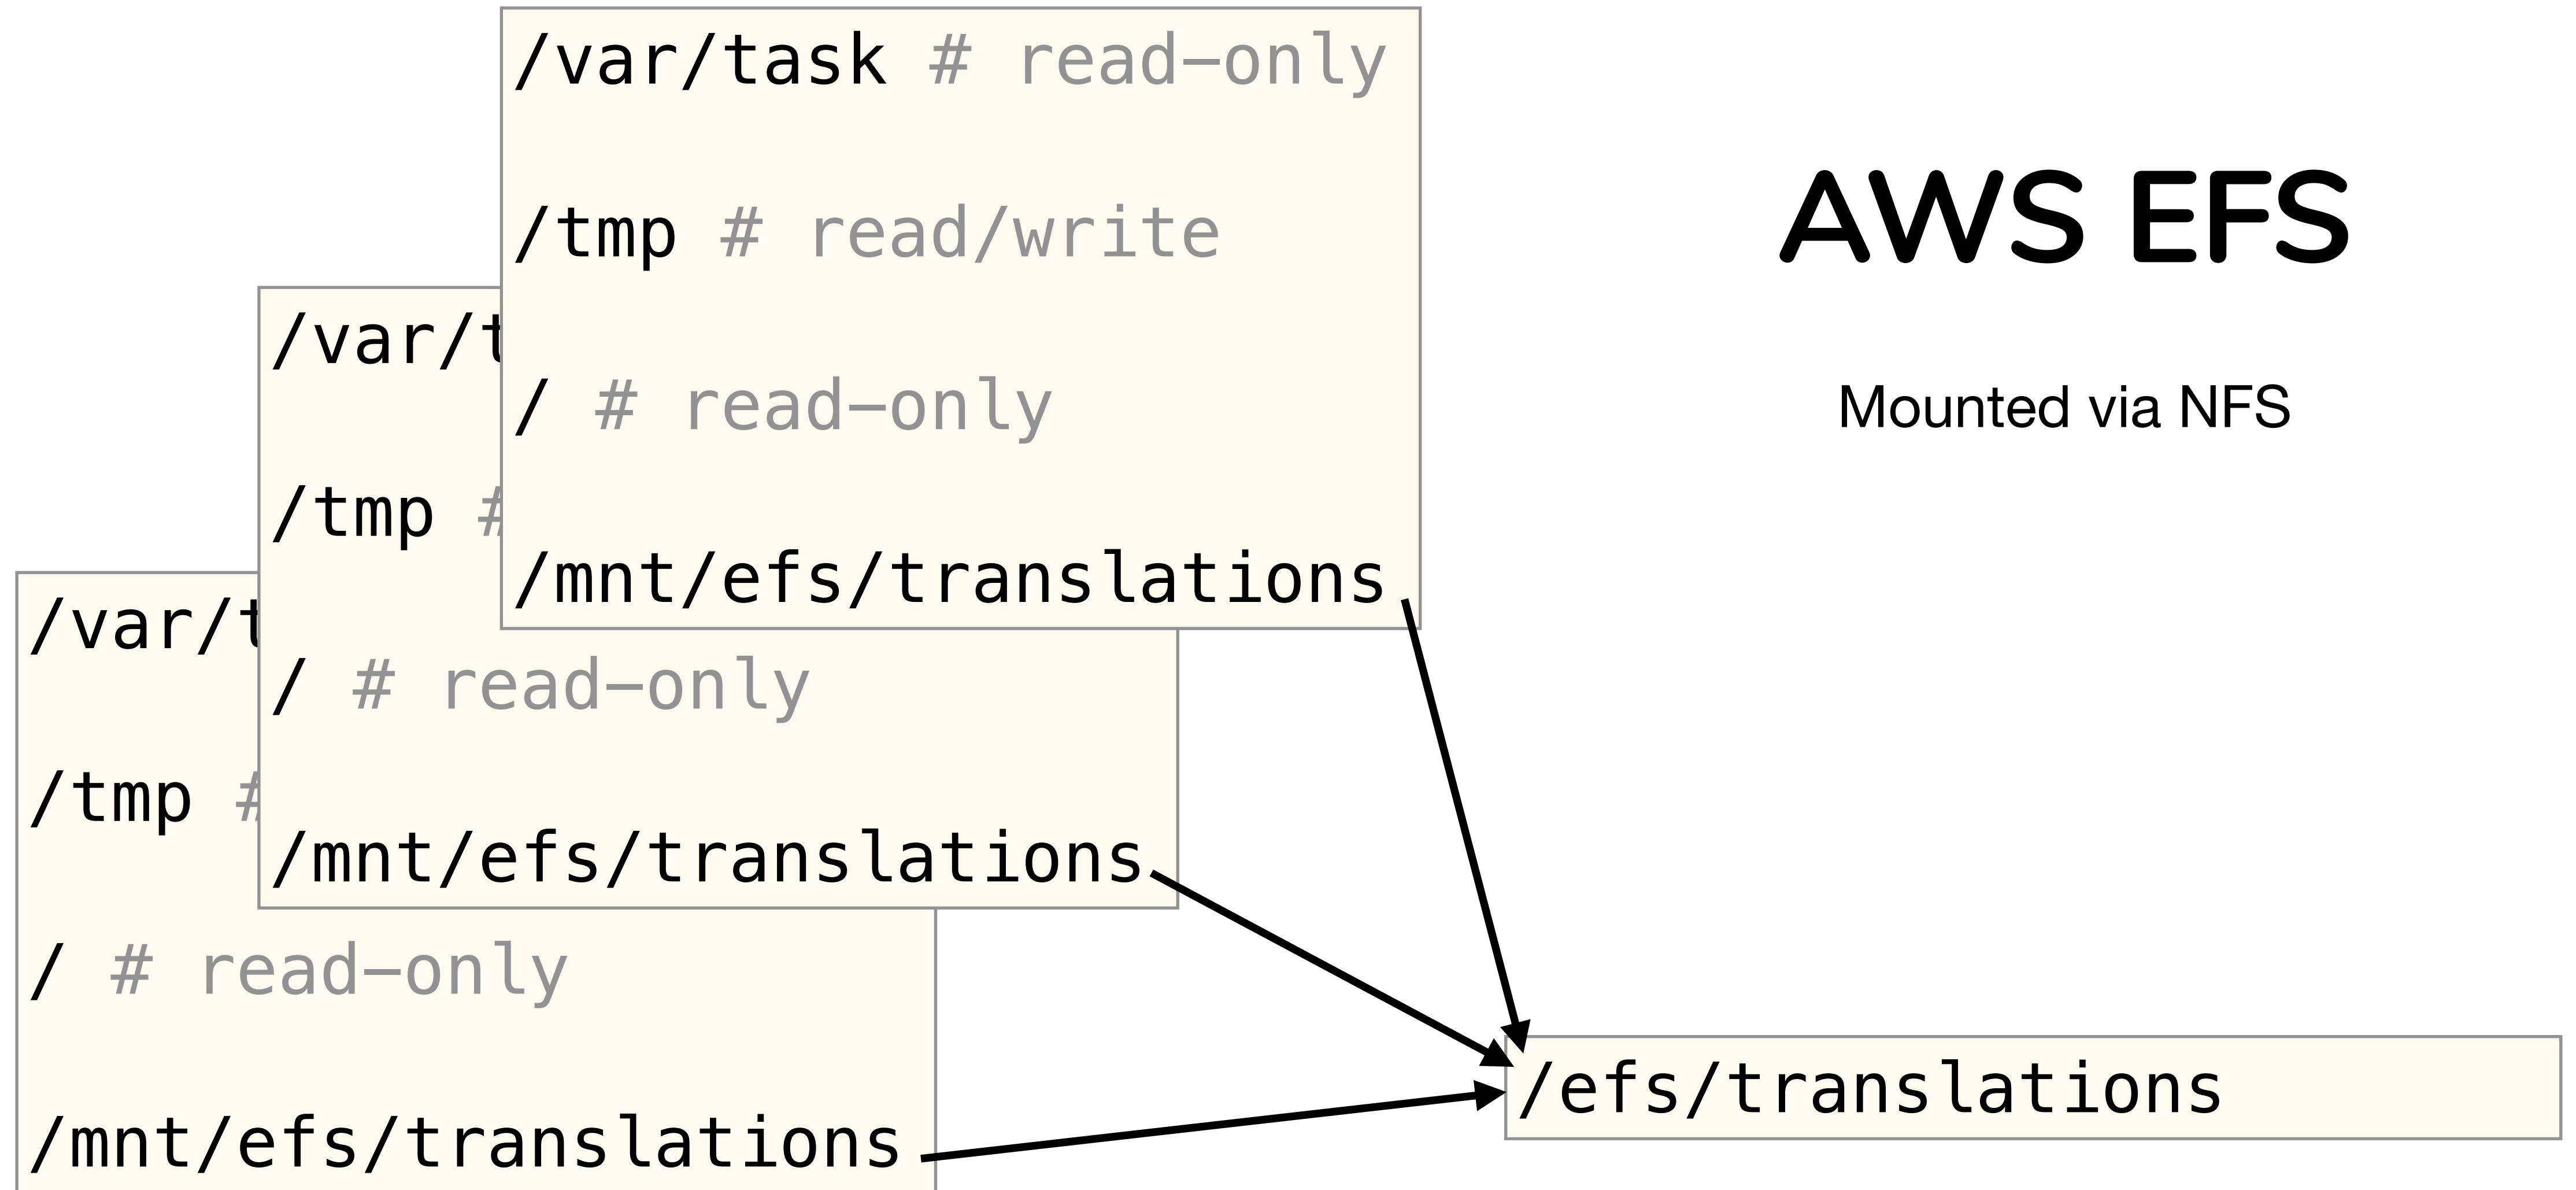 /var/task # read-only
/tmp # read/write
/ # read-only
/mnt/efs/translations
AWS EFS
Mounted via NFS
/var/t
/tmp #
/ # read-only
/mnt/efs/translations
/var/t
/tmp #
/ # read-only
/mnt/efs/translations
/efs/translations